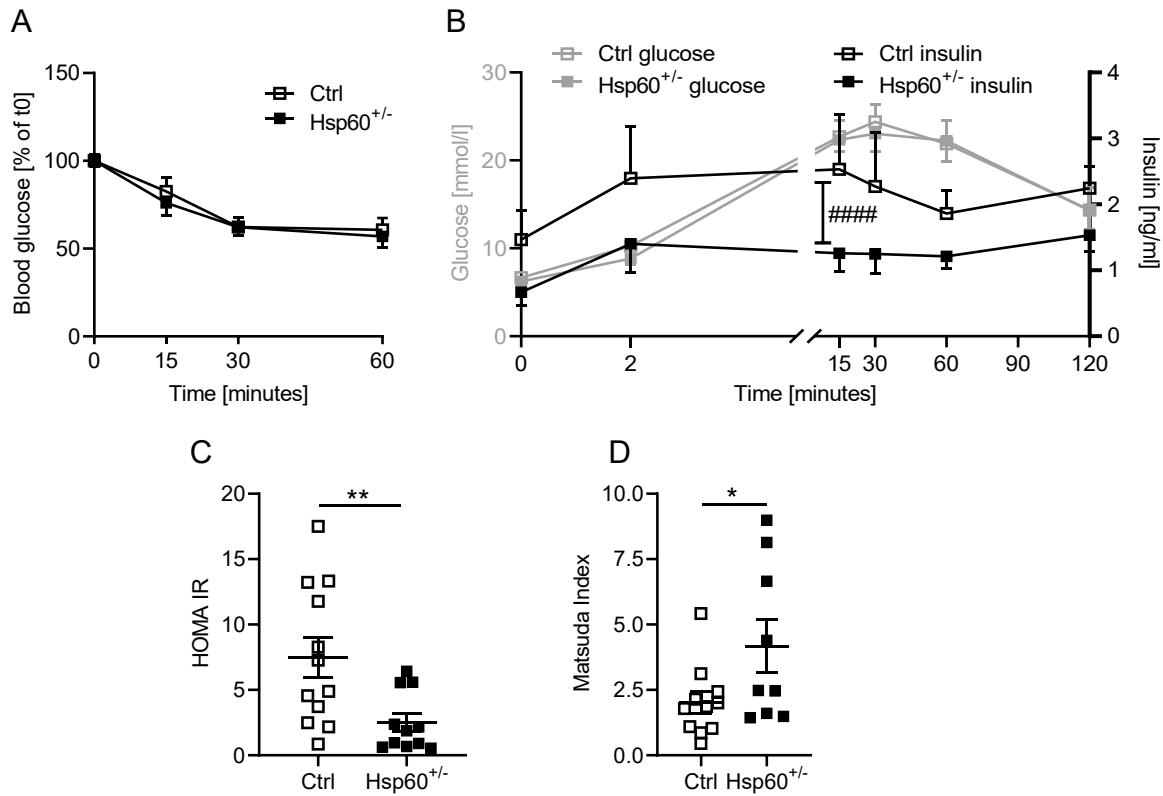 A
Blood glucose [% of t0]
150
100
50
0
0 15 30 60
Time [minutes]
Ctrl
Hsp60+/-
B
Ctrl glucose
Hsp60+/- glucose
Ctrl insulin
Hsp60+/- insulin
Glucose [mmol/l]
30
20
10
0
####
4
3
2
1
0
Insulin [ng/ml]
0 2 15 30 60 90 120
Time [minutes]
C
HOMA IR
20
15
10
5
0
**
Ctrl Hsp60+/-
D
Matsuda Index
10.0
7.5
5.0
2.5
0.0
*
Ctrl Hsp60+/-